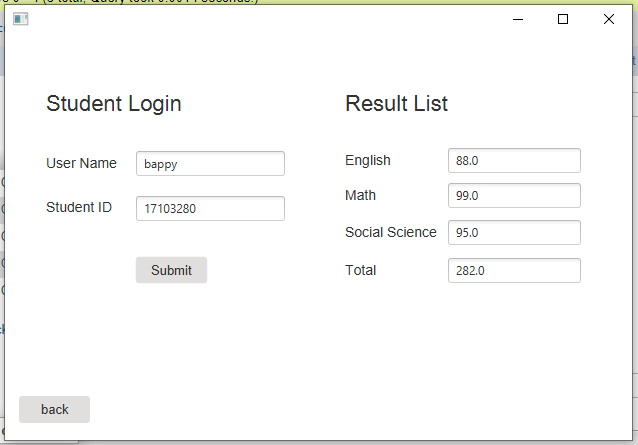 Student Login
User Name
bappy
Student ID
17103280
Submit
Result List
English
88.0
Math
99.0
Social Science
95.0
Total
282.0
back